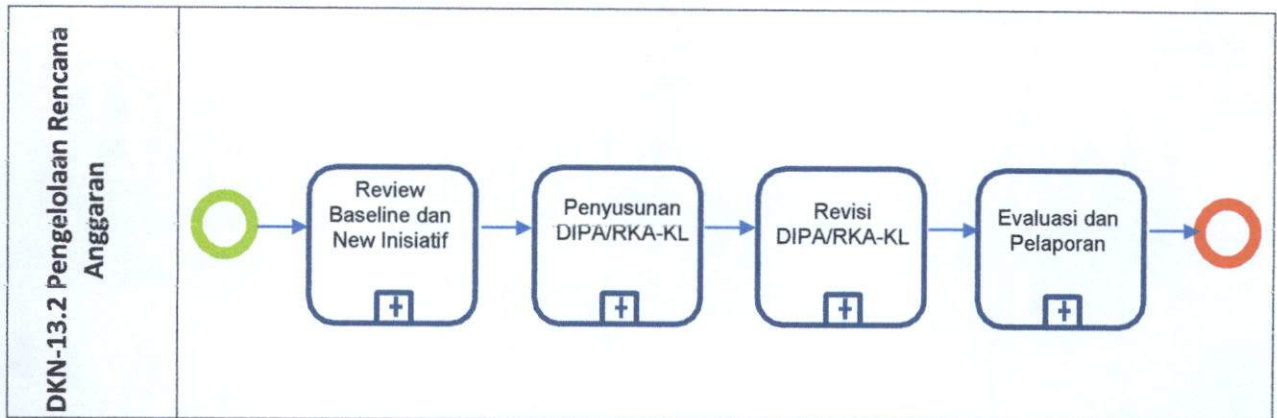 DKN-13.2 Pengelolaan Rencana
Anggaran
Review
Baseline dan
New Inisiatif
Penyusunan
DIPA/RKA-KL
Revisi
DIPA/RKA-KL
Evaluasi dan
Pelaporan